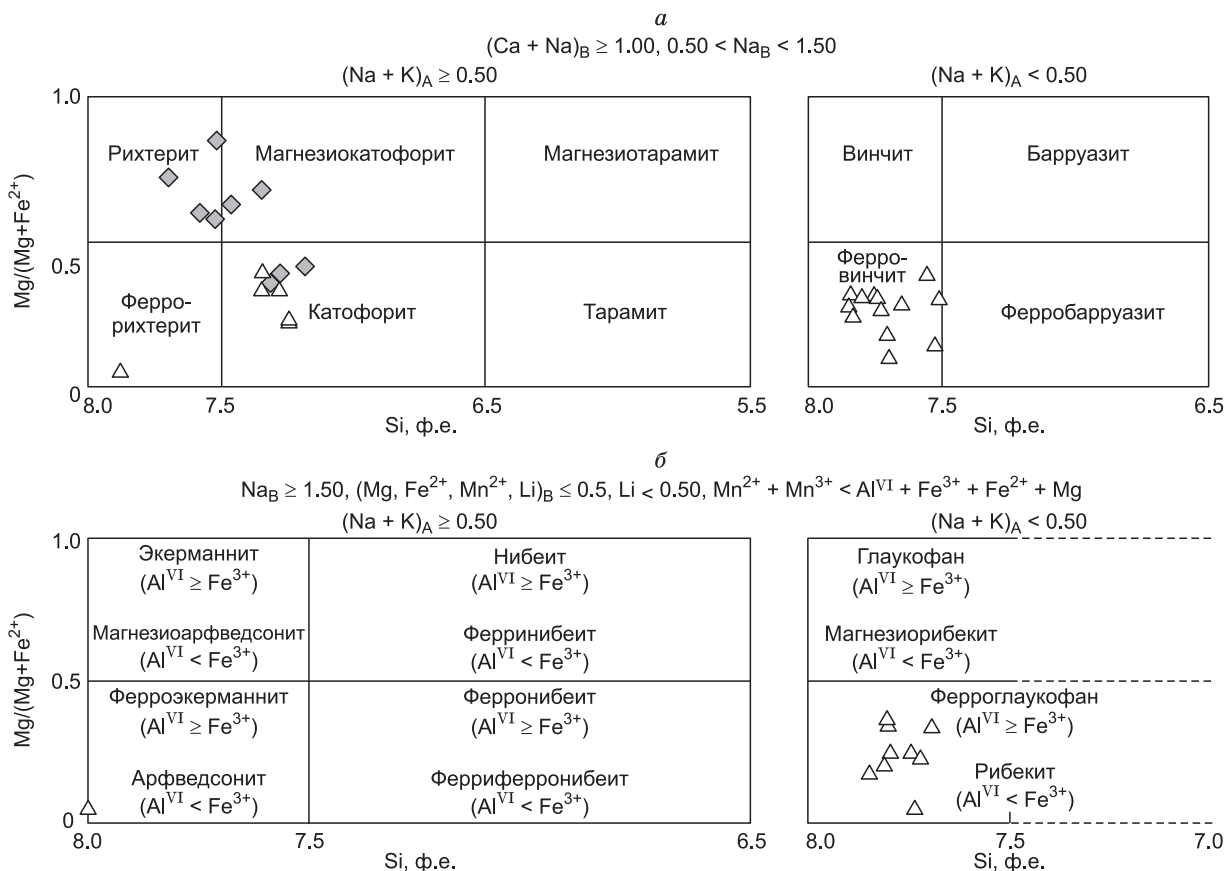 а
(Ca + Na)B ≥ 1.00, 0.50 < NaB < 1.50
(Na + K)A ≥ 0.50
(Na + K)A < 0.50
Mg/(Mg+Fe²⁺)
1.0
0.5
0
Рихтерит
Магнезиокатофорит
Магнезиотарамит
Ферро-
рихтерит
Катофорит
Тарамит
8.0
7.5
6.5
5.5
Si, ф.е.
Винчит
Барруазит
Ферро-
винчит
Ферробарруазит
8.0
7.5
6.5
Si, ф.е.
б
NaB ≥ 1.50, (Mg, Fe²⁺, Mn²⁺, Li)B ≤ 0.5, Li < 0.50, Mn²⁺ + Mn³⁺ < Alⱽᴵ + Fe³⁺ + Fe²⁺ + Mg
(Na + K)A ≥ 0.50
(Na + K)A < 0.50
Mg/(Mg+Fe²⁺)
1.0
0.5
0
Экерманнит
(Alⱽᴵ ≥ Fe³⁺)
Нибеит
(Alⱽᴵ ≥ Fe³⁺)
Магнезиоарфведсонит
(Alⱽᴵ < Fe³⁺)
Ферринибеит
(Alⱽᴵ < Fe³⁺)
Ферроэкерманнит
(Alⱽᴵ ≥ Fe³⁺)
Ферронибеит
(Alⱽᴵ ≥ Fe³⁺)
Арфведсонит
(Alⱽᴵ < Fe³⁺)
Ферриферронибеит
(Alⱽᴵ < Fe³⁺)
8.0
7.5
6.5
Si, ф.е.
Глаукофан
(Alⱽᴵ ≥ Fe³⁺)
Магнезиорибекит
(Alⱽᴵ < Fe³⁺)
Ферроглаукофан
(Alⱽᴵ ≥ Fe³⁺)
Рибекит
(Alⱽᴵ < Fe³⁺)
8.0
7.5
7.0
Si, ф.е.